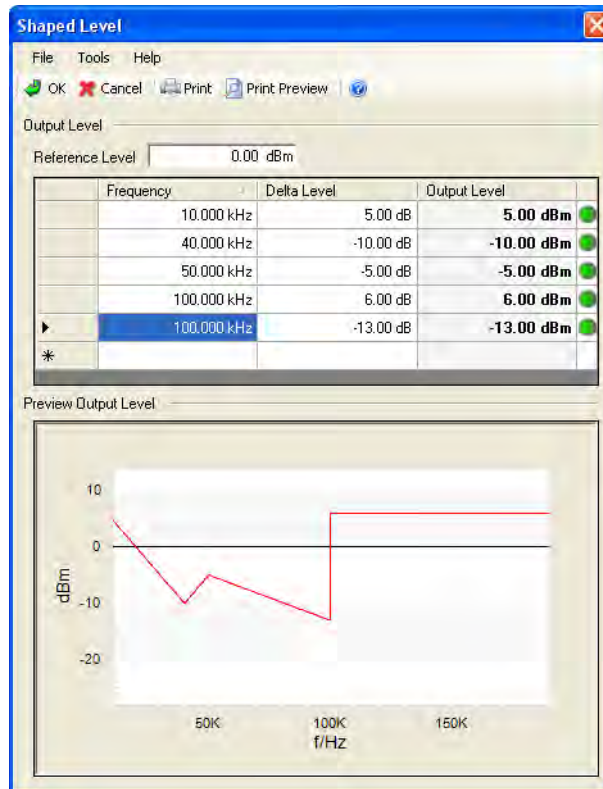 Shaped Level
File Tools Help
OK Cancel Print Print Preview
Output Level
Reference Level 0.00 dBm
Frequency Delta Level Output Level
10.000 kHz 5.00 dB 5.00 dBm
40.000 kHz -10.00 dB -10.00 dBm
50.000 kHz -5.00 dB -5.00 dBm
100.000 kHz 6.00 dB 6.00 dBm
100.000 kHz -13.00 dB -13.00 dBm
Preview Output Level
10
0
-10
-20
dBm
50K 100K 150K
f/Hz